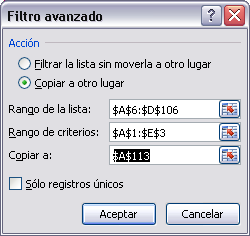 Filtro avanzado
Acción
Filtrar la lista sin moverla a otro lugar
Copiar a otro lugar
Rango de la lista: $A$6:$D$106
Rango de criterios: $A$1:$E$3
Copiar a: $A$113
Sólo registros únicos
Aceptar Cancelar